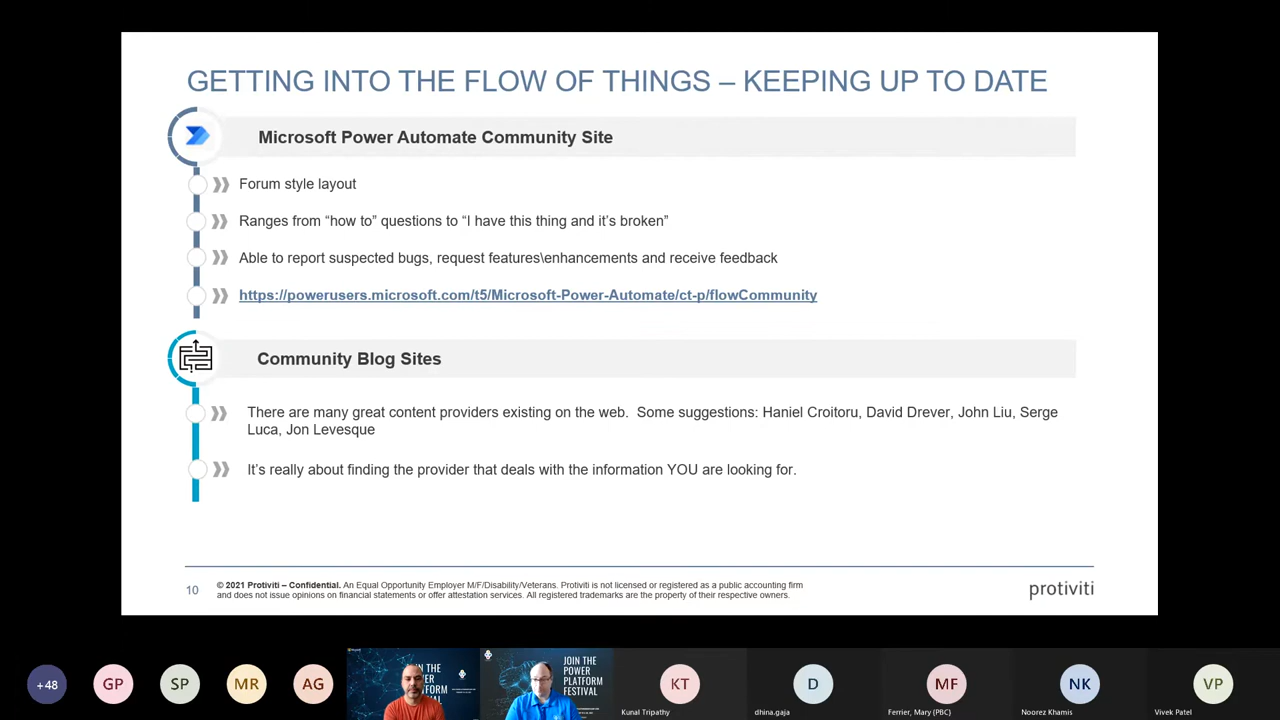 GETTING INTO THE FLOW OF THINGS – KEEPING UP TO DATE
Microsoft Power Automate Community Site
Forum style layout
Ranges from “how to” questions to “I have this thing and it’s broken”
Able to report suspected bugs, request features\enhancements and receive feedback
https://powerusers.microsoft.com/t5/Microsoft-Power-Automate/ct-p/flowCommunity
Community Blog Sites
There are many great content providers existing on the web.  Some suggestions: Haniel Croitoru, David Drever, John Liu, Serge
Luca, Jon Levesque
It’s really about finding the provider that deals with the information YOU are looking for.
10
© 2021 Protiviti – Confidential. An Equal Opportunity Employer M/F/Disability/Veterans. Protiviti is not licensed or registered as a public accounting firm
and does not issue opinions on financial statements or offer attestation services. All registered trademarks are the property of their respective owners.
protiviti
+48
GP
SP
MR
AG
JOIN THE
POWER
PLATFORM
FESTIVAL
KT
Kunal Tripathy
D
dhina.gaja
MF
Ferrier, Mary (PBC)
NK
Noorez Khamis
VP
Vivek Patel